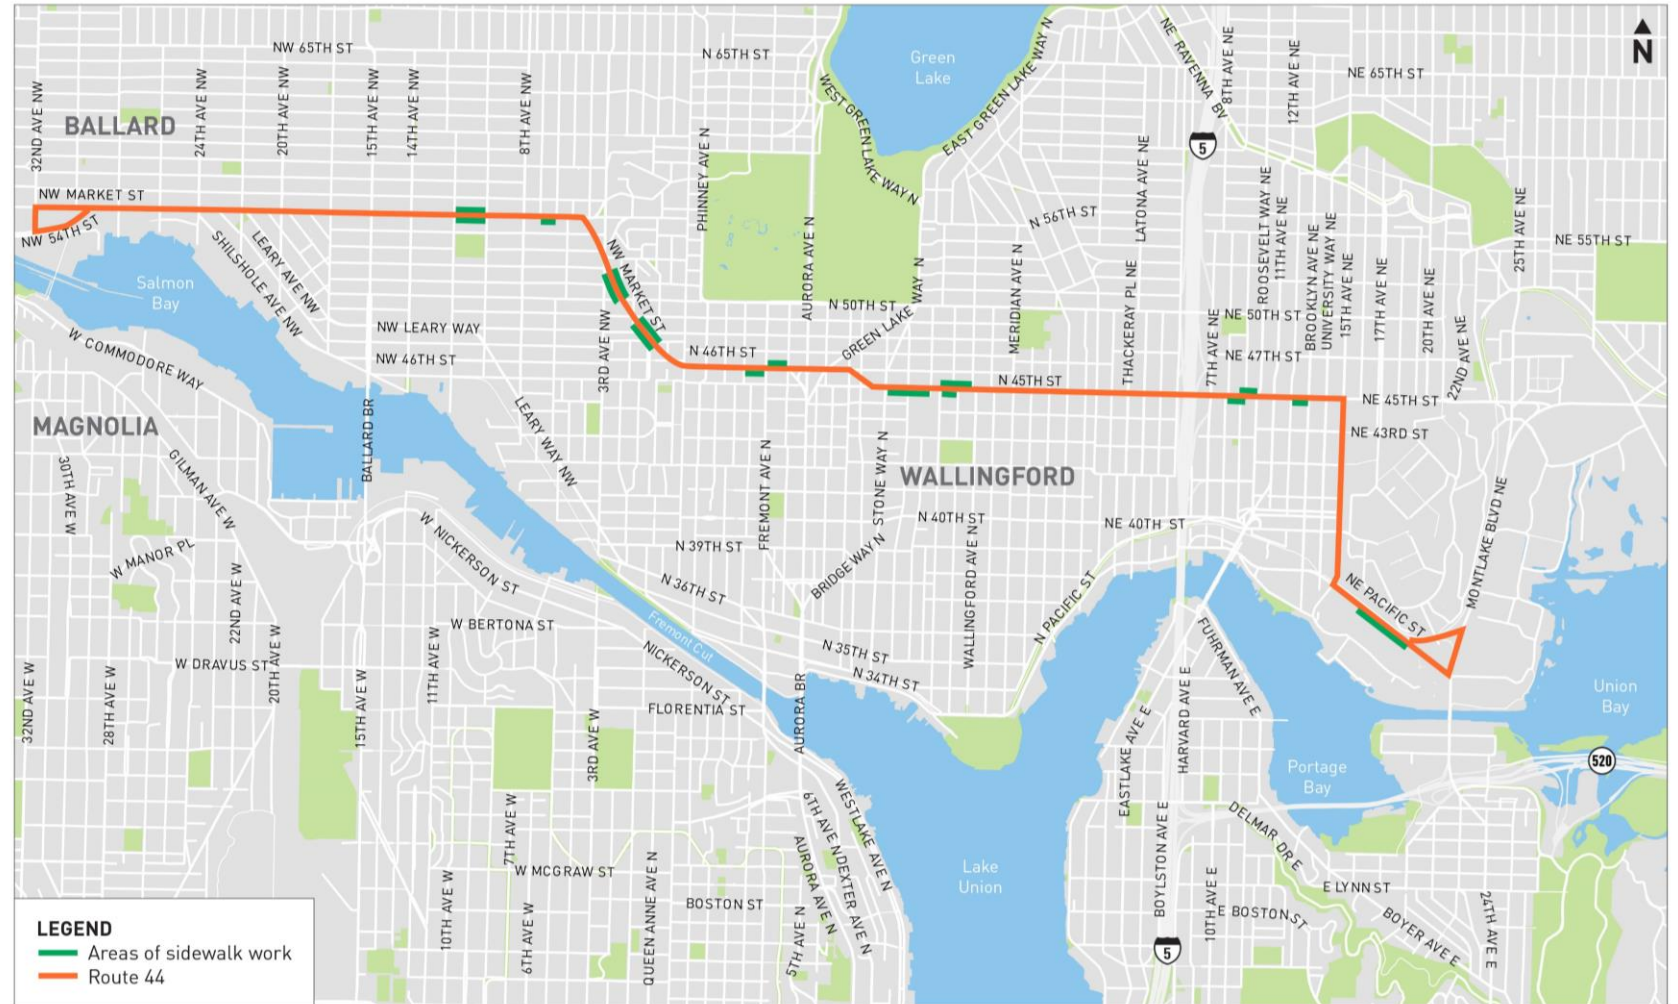 N
NW 65TH ST
N 65TH ST
NE 65TH ST
Green
Lake
32ND AVE NW
BALLARD
24TH AVE NW
20TH AVE NW
15TH AVE NW
14TH AVE NW
8TH AVE NW
PHINNEY AVE N
WEST GREEN LAKE WAY N
EAST GREEN LAKE WAY N
NE RAVENNA BV
8TH AVE NE
12TH AVE NE
5
LATONA AVE NE
N 56TH ST
ROOSEVELT WAY NE
11TH AVE NE
BROOKLYN AVE NE
UNIVERSITY WAY NE
15TH AVE NE
17TH AVE NE
20TH AVE NE
22ND AVE NE
25TH AVE NE
NE 55TH ST
NW MARKET ST
NW 54TH ST
SHILSHOLE AVE NW
LEARY AVE NW
Salmon
Bay
NW MARKET ST
3RD AVE NW
AURORA AVE N
N 50TH ST
GREEN LAKE WAY N
MERIDIAN AVE N
THACKERAY PL NE
7TH AVE NE
NE 50TH ST
NE 47TH ST
NW LEARY WAY
NW 46TH ST
N 46TH ST
N 45TH ST
NE 45TH ST
NE 43RD ST
W COMMODORE WAY
MAGNOLIA
BALLARD BR
LEARY WAY NW
30TH AVE W
GILMAN AVE W
FREMONT AVE N
STONE WAY N
WALLINGFORD
N 40TH ST
NE 40TH ST
MONTLAKE BLVD NE
W MANOR PL
W NICKERSON ST
N 39TH ST
N 36TH ST
BRIDGE WAY N
WALLINGFORD AVE N
N PACIFIC ST
NE PACIFIC ST
22ND AVE W
20TH AVE W
W BERTONA ST
11TH AVE W
Fremont Cut
NICKERSON ST
N 35TH ST
N 34TH ST
FUHRMAN AVE E
W DRAVUS ST
32ND AVE W
28TH AVE W
15TH AVE W
FLORENTIA ST
3RD AVE W
AURORA BR
EASTLAKE AVE E
HARVARD AVE E
Union
Bay
520
Portage
Bay
7TH AVE W
6TH AVE N
DEXTER AVE N
WESTLAKE AVE N
AURORA AVE N
BOYLSTON AVE E
DELMAR DR E
Lake
Union
W MCGRAW ST
10TH AVE W
6TH AVE W
QUEEN ANNE AVE N
BOSTON ST
5TH AVE N
10TH AVE E
E LYNN ST
E BOSTON ST
BOYER AVE E
24TH AVE E
5
LEGEND
Areas of sidewalk work
Route 44